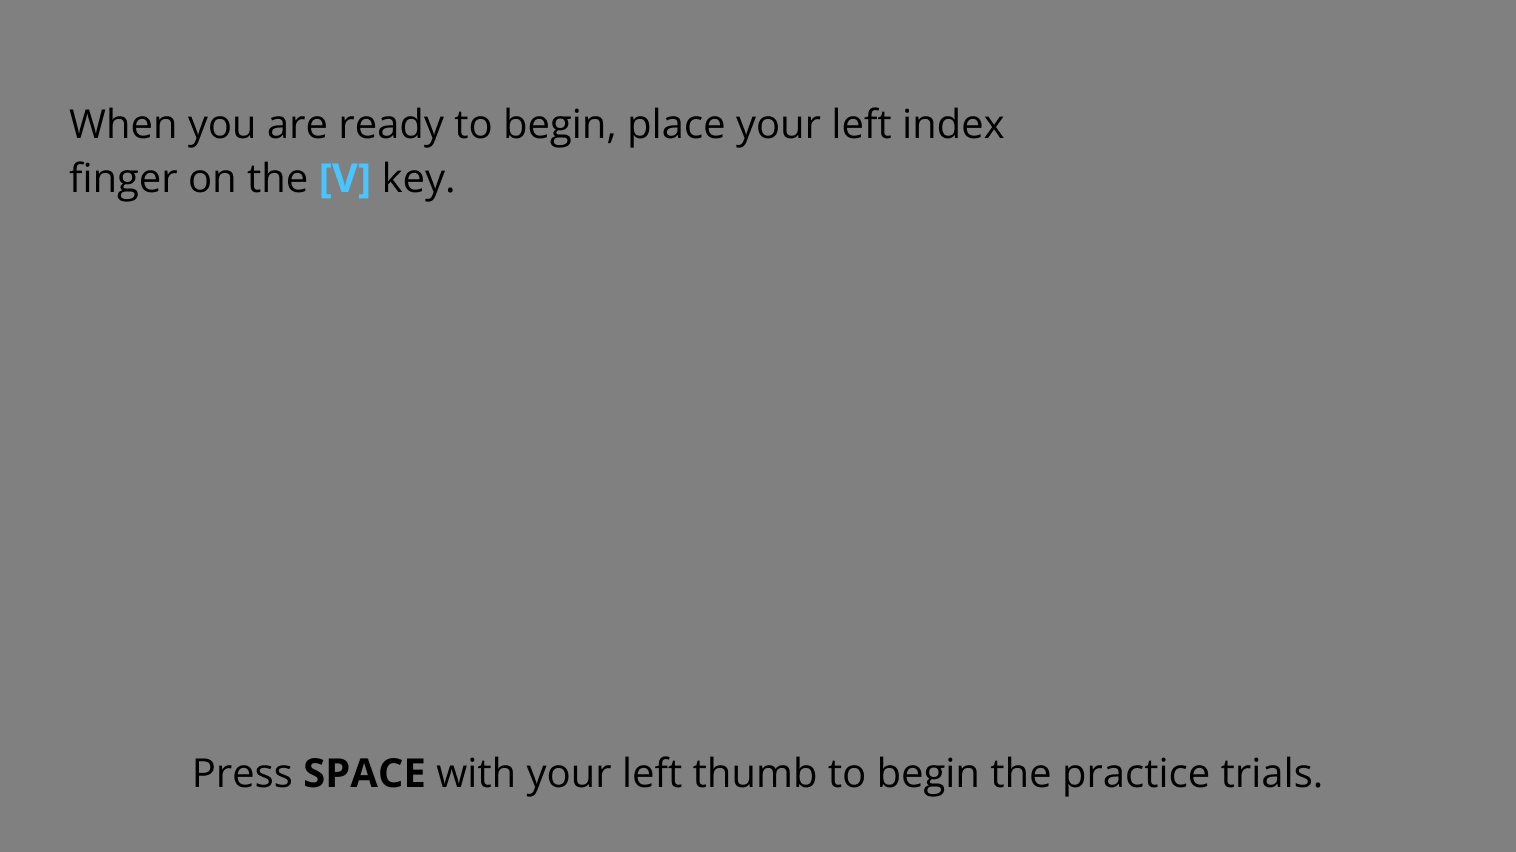 When you are ready to begin, place your left index
finger on the [V] key.
Press SPACE with your left thumb to begin the practice trials.